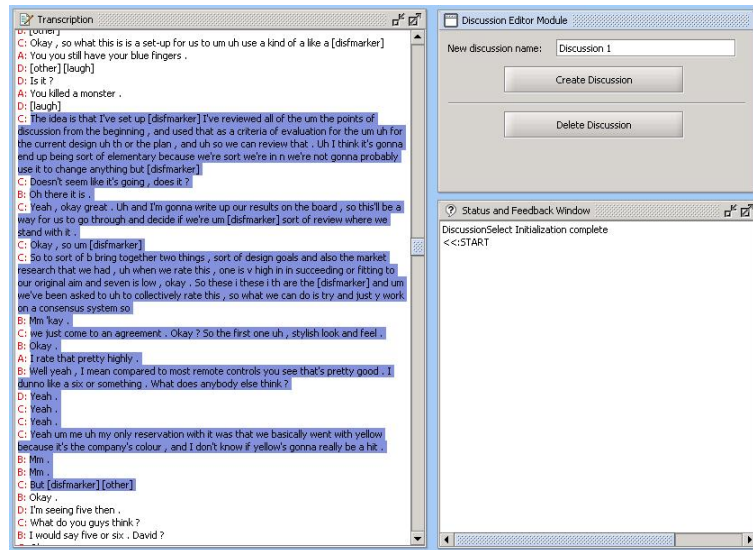 Transcription
B: [other]
C: Okay , so what this is is a set-up for us to um uh use a kind of a like a [disfmarker]
A: You you still have your blue fingers .
D: [other] [laugh]
D: Is it ?
A: You killed a monster .
D: [laugh]
C: The idea is that I've set up [disfmarker] I've reviewed all of the um the points of
discussion from the beginning , and used that as a criteria of evaluation for the um uh for
the current design uh th or the plan , and uh so we can review that . Uh I think it's gonna
end up being sort of elementary because we're sort we're in n we're not gonna probably
use it to change anything but [disfmarker]
C: Doesn't seem like it's going , does it ?
B: Oh there it is .
C: Yeah , okay great . Uh and I'm gonna write up our results on the board , so this'll be a
way for us to go through and decide if we're um [disfmarker] sort of review where we
stand with it .
C: Okay , so um [disfmarker]
C: So to sort of b bring together two things , sort of design goals and also the market
research that we had , uh when we rate this , one is v high in in succeeding or fitting to
our original aim and seven is low , okay . So these i these i th are the [disfmarker] and um
we've been asked to uh to collectively rate this , so what we can do is try and just y work
on a consensus system so
B: Mm 'kay .
C: we just come to an agreement . Okay ? So the first one uh , stylish look and feel .
B: Okay .
A: I rate that pretty highly .
B: Well yeah , I mean compared to most remote controls you see that's pretty good . I
dunno like a six or something . What does anybody else think ?
D: Yeah .
C: Yeah .
C: Yeah .
C: Yeah um me uh my only reservation with it was that we basically went with yellow
because it's the company's colour , and I don't know if yellow's gonna really be a hit .
B: Mm .
B: Mm .
C: But [disfmarker] [other]
B: Okay .
D: I'm seeing five then .
C: What do you guys think ?
B: I would say five or six . David ?
Discussion Editor Module
New discussion name: Discussion 1
Create Discussion
Delete Discussion
Status and Feedback Window
DiscussionSelect Initialization complete
<<:START